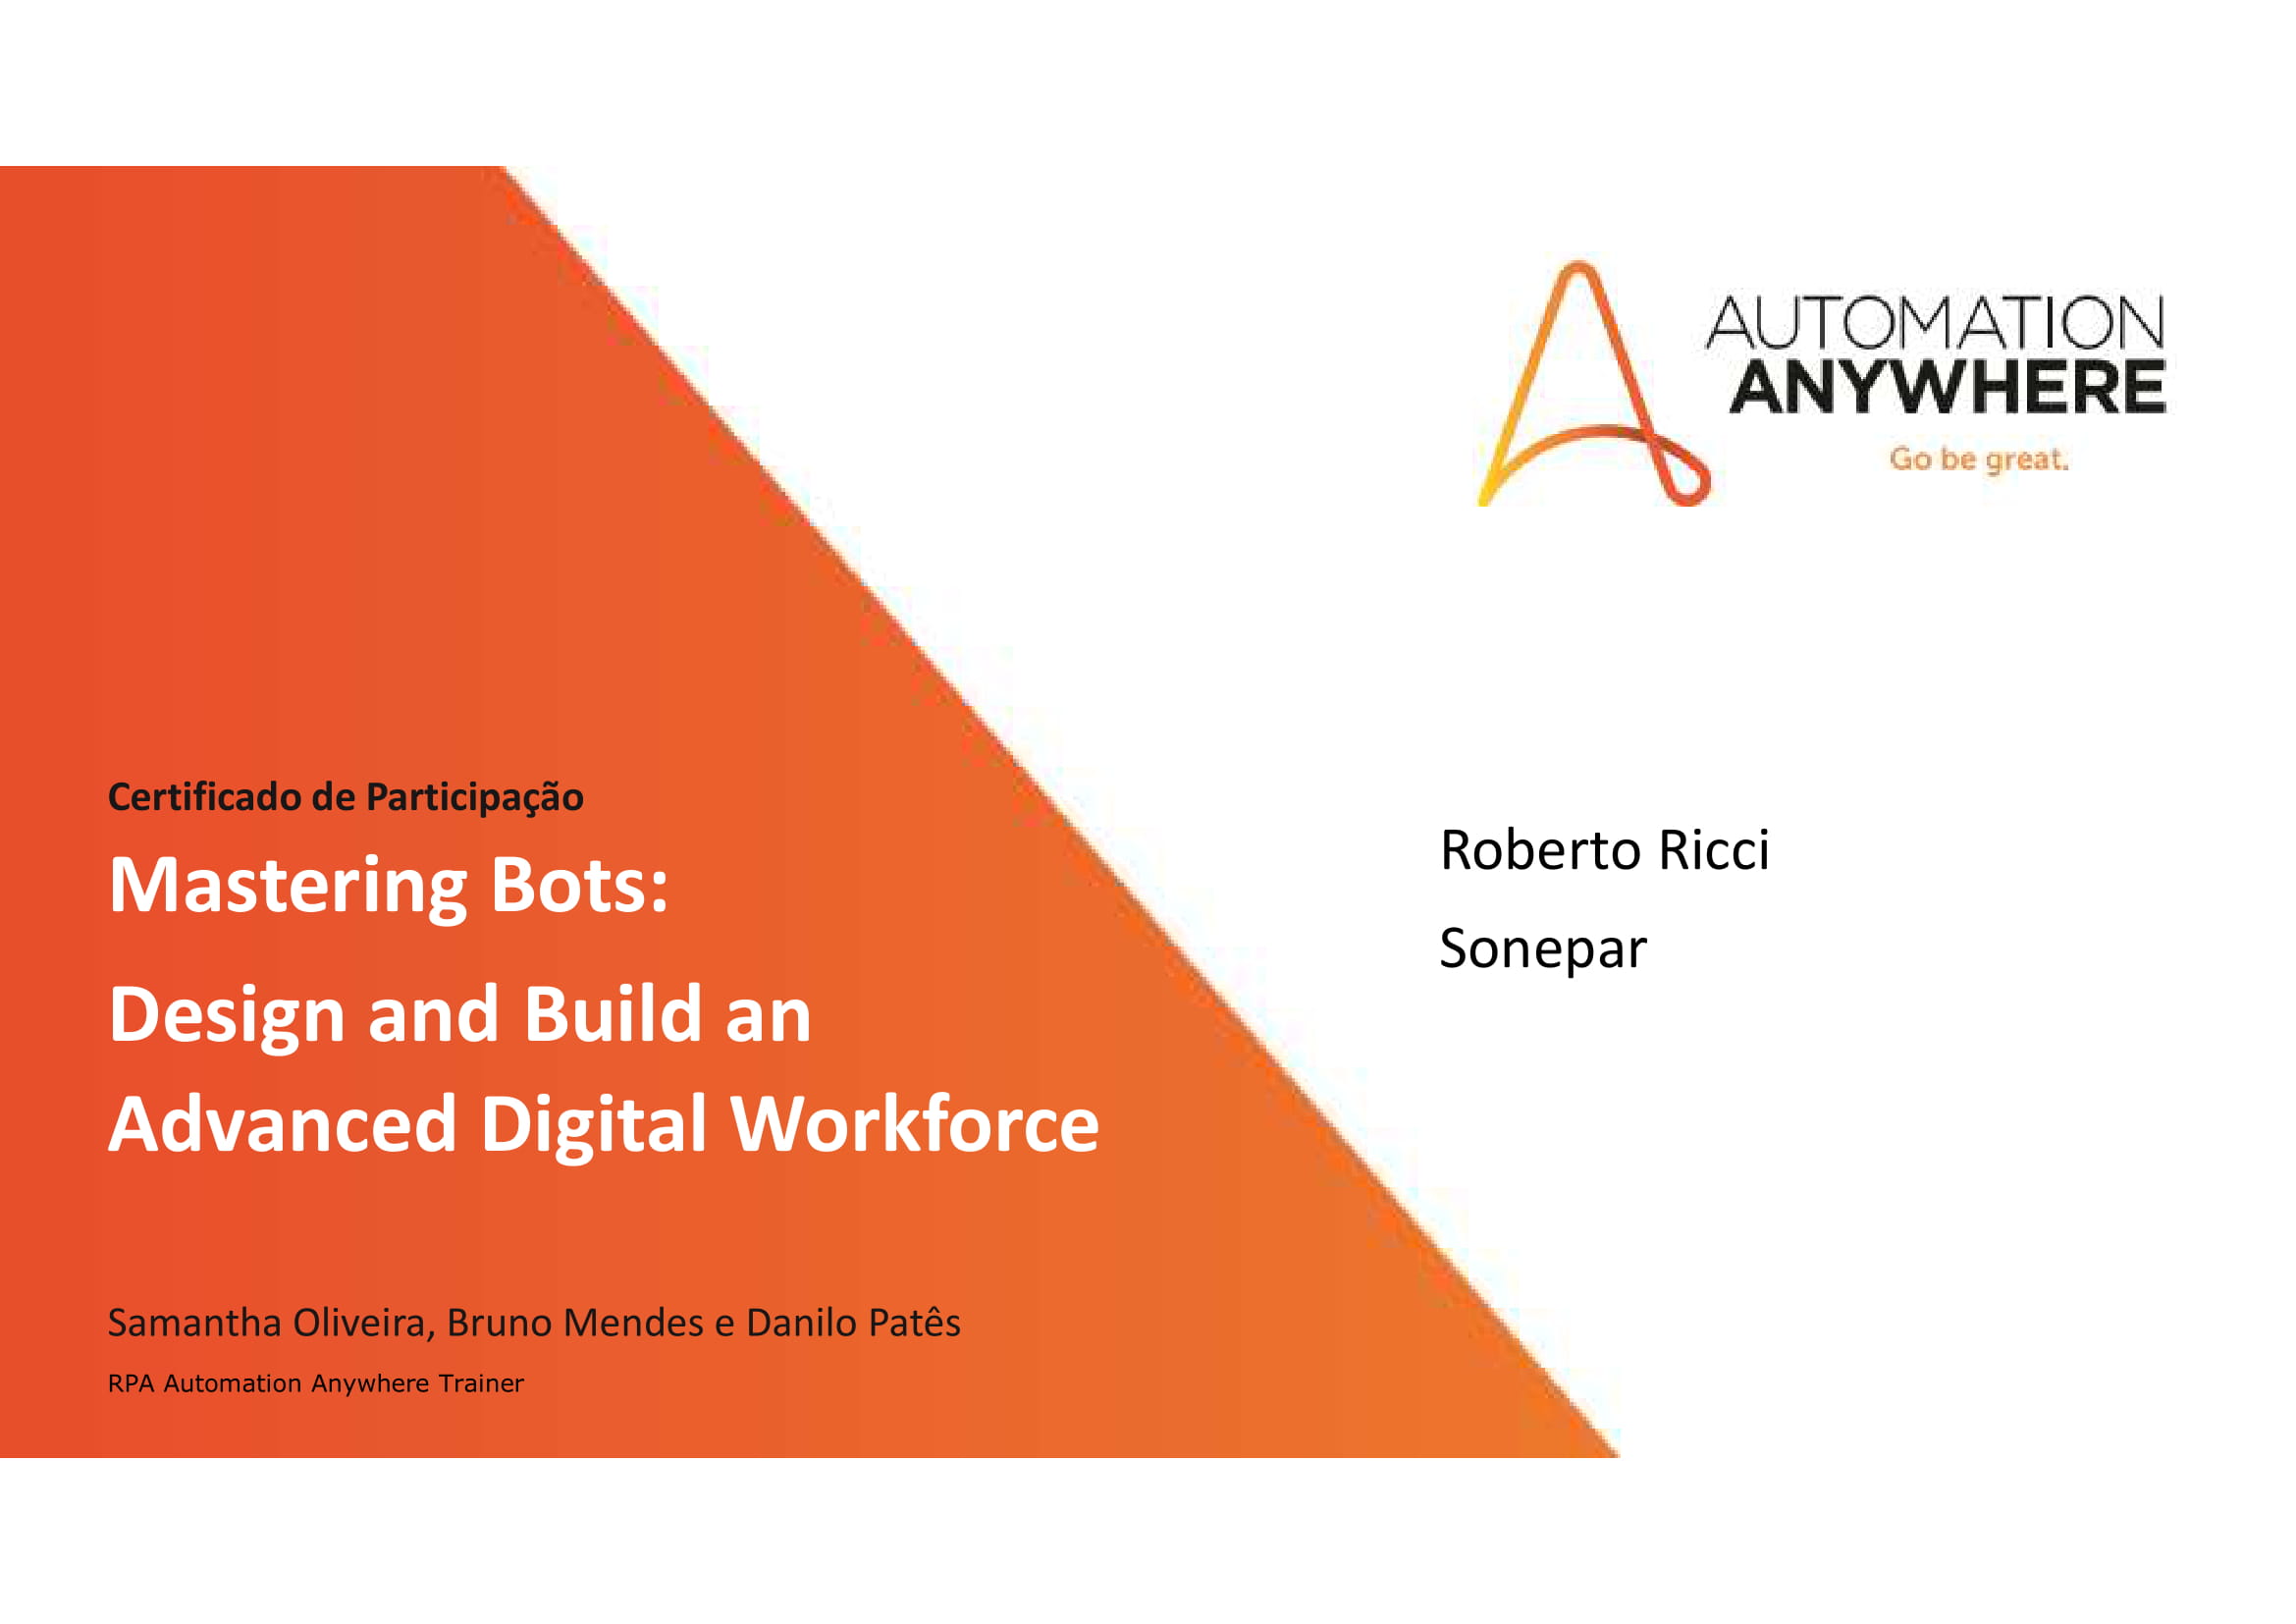 AUTOMATION
ANYWHERE
Go be great.
Certificado de Participação
Mastering Bots:
Design and Build an
Advanced Digital Workforce
Samantha Oliveira, Bruno Mendes e Danilo Patês
RPA Automation Anywhere Trainer
Roberto Ricci
Sonepar